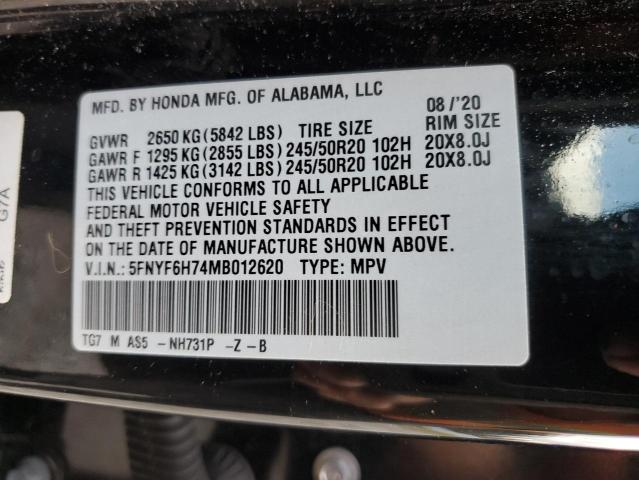 MFD. BY HONDA MFG. OF ALABAMA, LLC 08/'20
GVWR 2650 KG (5842 LBS) TIRE SIZE RIM SIZE
GAWR F 1295 KG (2855 LBS) 245/50R20 102H 20X8.0J
GAWR R 1425 KG (3142 LBS) 245/50R20 102H 20X8.0J
THIS VEHICLE CONFORMS TO ALL APPLICABLE
FEDERAL MOTOR VEHICLE SAFETY
AND THEFT PREVENTION STANDARDS IN EFFECT
ON THE DATE OF MANUFACTURE SHOWN ABOVE.
V.I.N.: 5FNYF6H74MB012620 TYPE: MPV
TG7 M AS5 -NH731P -Z-B
G7A